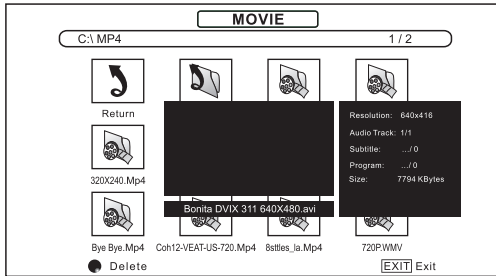 MOVIE
C:\ MP4 1 / 2
Return
Resolution: 640x416
Audio Track: 1/1
Subtitle: .../ 0
Program: .../ 0
Size: 7794 KBytes
320X240.Mp4
Bonita DVIX 311 640X480.avi
Bye Bye.Mp4 Coh12-VEAT-US-720.Mp4 8sttles_la.Mp4 720P.WMV
Delete EXIT Exit